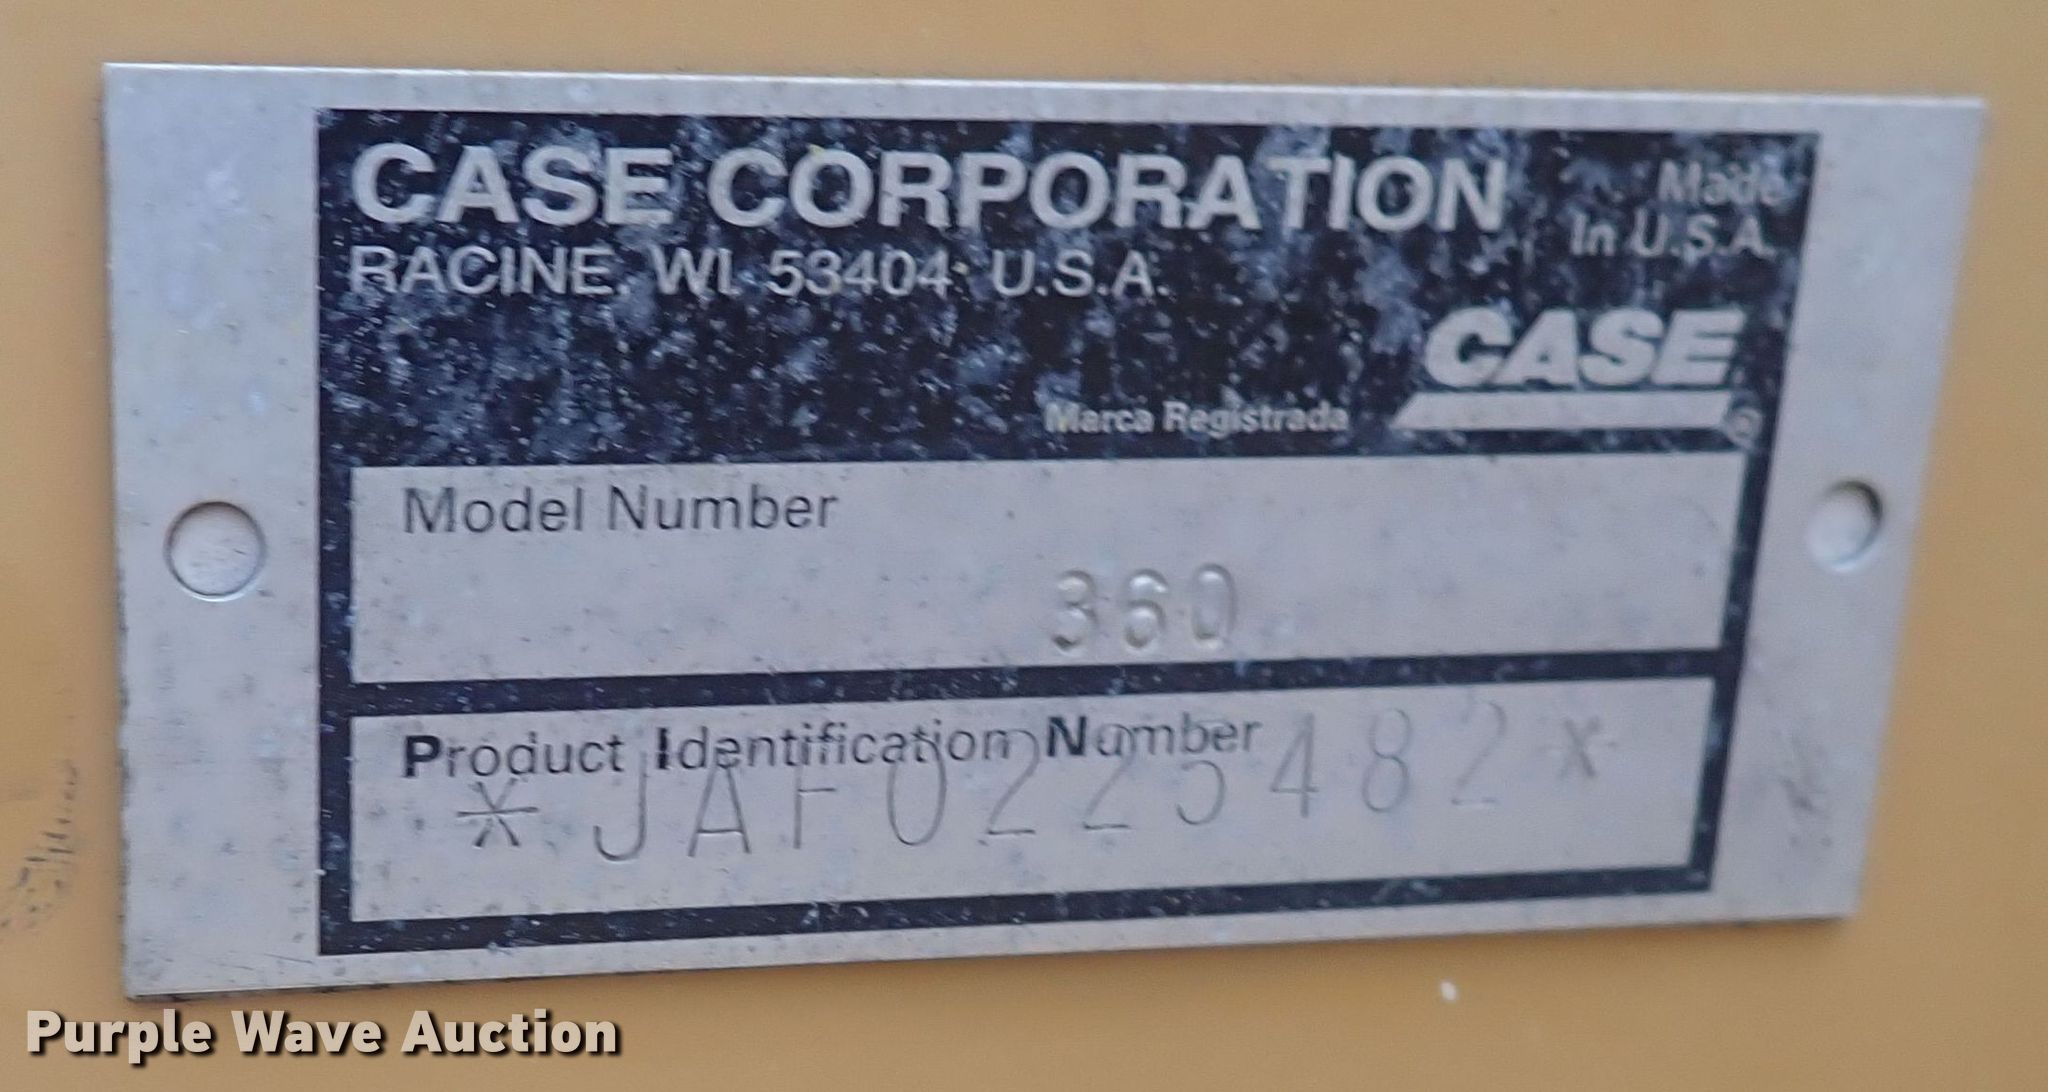 CASE CORPORATION
Made
In U.S.A.
RACINE, WI 53404 U.S.A.
CASE
Marca Registrada ®
Model Number
360
Product Identification Number
*JAF0225482*
Purple Wave Auction